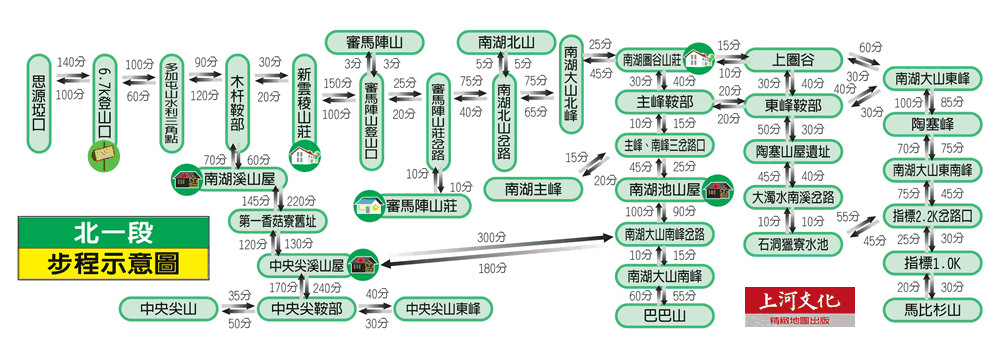 思源埡口
140分
100分
6.7K登山口
100分
60分
多加屯山水利三角點
90分
120分
木杆鞍部
30分
20分
新雲稜山莊
150分
100分
審馬陣山
3分 3分
審馬陣山登山口
25分
20分
審馬陣山莊岔路
75分
40分
10分 10分
審馬陣山莊
南湖北山
5分 5分
南湖北山岔路
75分
65分
南湖大山北峰
25分
45分
南湖圈谷山莊
15分
10分
上圈谷
60分
30分
南湖大山東峰
30分 40分
主峰鞍部
20分
20分
30分 40分
東峰鞍部
40分
30分
10分 15分
主峰、南峰三岔路口
15分
20分
南湖主峰
45分 25分
南湖池山屋
100分 90分
南湖大山南峰岔路
10分 15分
南湖大山南峰
60分 55分
巴巴山
50分 30分
陶塞山屋遺址
45分 40分
大濁水南溪岔路
10分 10分
石洞獵寮水池
55分
45分
100分 85分
陶塞峰
70分 75分
南湖大山東南峰
75分 45分
指標2.2K岔路口
25分 30分
指標1.0K
20分 30分
馬比杉山
70分 60分
南湖溪山屋
145分 220分
第一香菇寮舊址
120分 130分
中央尖溪山屋
300分
180分
170分 240分
中央尖山
35分
50分
中央尖鞍部
40分
30分
中央尖山東峰
北一段
步程示意圖
上河文化
精緻地圖出版